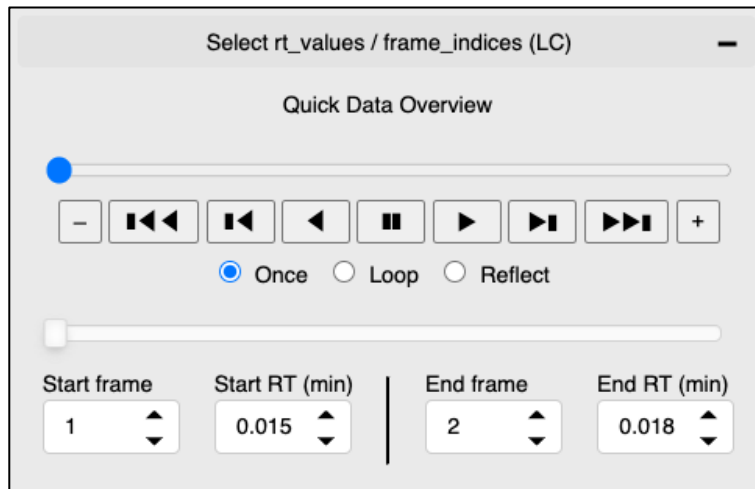 Select rt_values / frame_indices (LC) –
Quick Data Overview
– +
Once Loop Reflect
Start frame Start RT (min) End frame End RT (min)
1 0.015 2 0.018